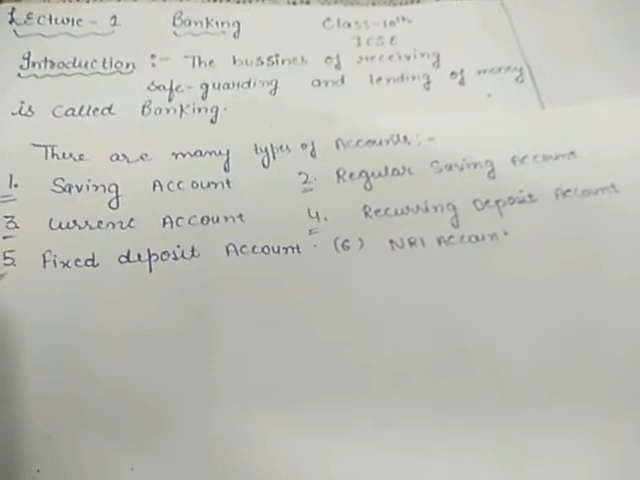 Lecture - 1 Banking Class-10th
ICSE
Introduction :- The bussines of receiving
safe-guarding and lending of money
is called Banking.
There are many types of Accounts :-
1. Saving Account 2. Regular Saving Account
3. Current Account 4. Recurring Deposit Account
5. Fixed deposit Account. (6) NRI Account